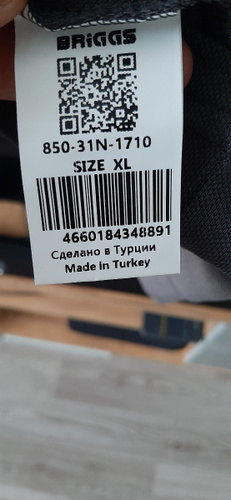 BRIGGS
850-31N-1710
SIZE XL
4660184348891
Сделано в Турции
Made in Turkey